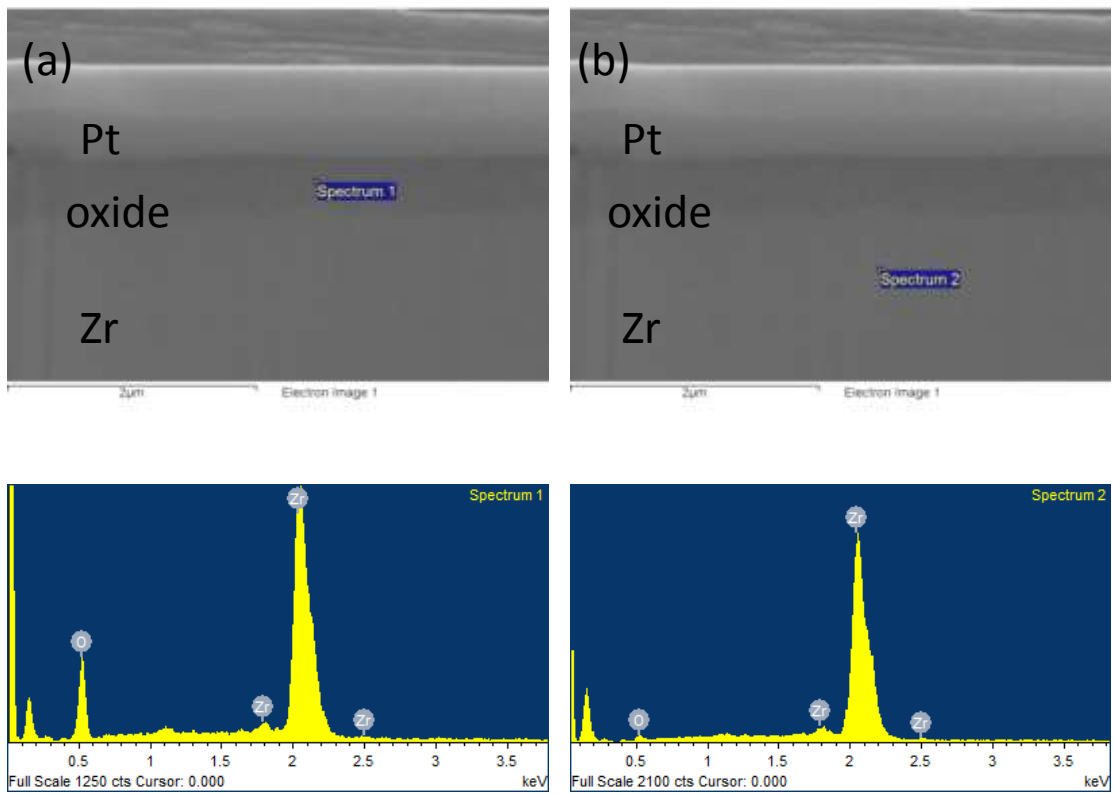 (a)
Pt
Spectrum 1
oxide
Zr
2µm
Electron Image 1
(b)
Pt
oxide
Spectrum 2
Zr
2µm
Electron Image 1
Spectrum 1
Zr
O
Zr
Zr
0.5 1 1.5 2 2.5 3 3.5
Full Scale 1250 cts Cursor: 0.000 keV
Spectrum 2
Zr
O
Zr
Zr
0.5 1 1.5 2 2.5 3 3.5
Full Scale 2100 cts Cursor: 0.000 keV